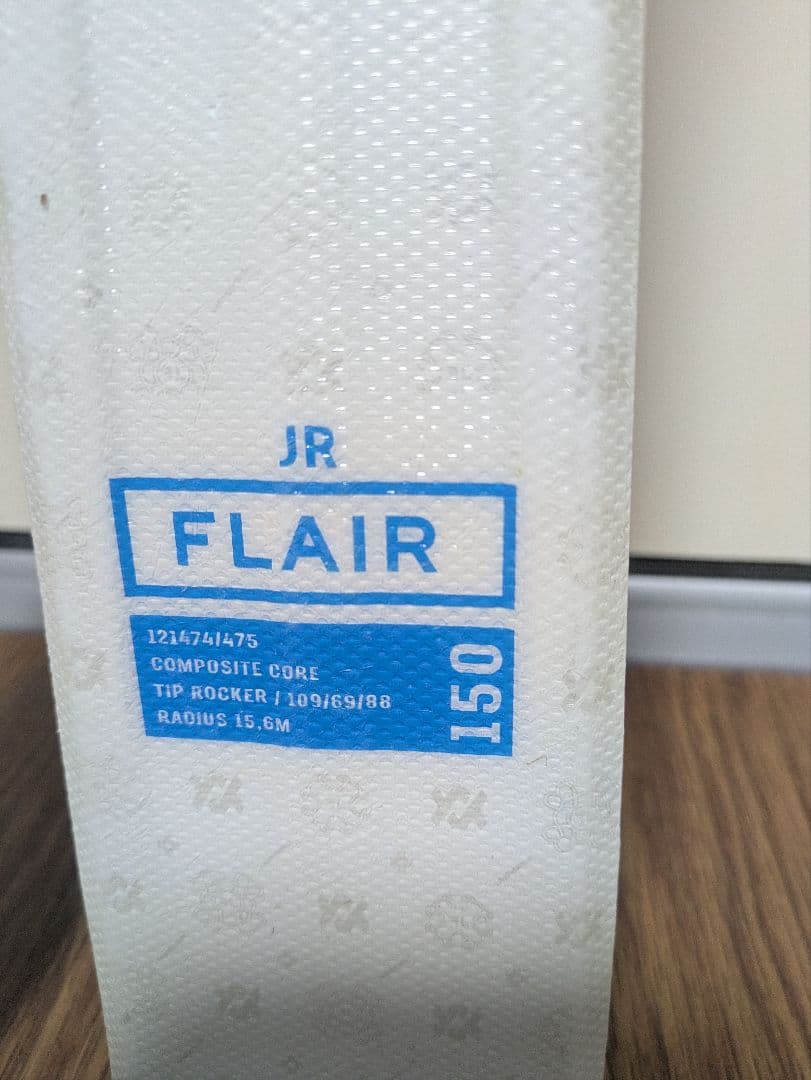 JR
FLAIR
121474/475
COMPOSITE CORE
TIP ROCKER / 109/69/88
RADIUS 15,6M
150